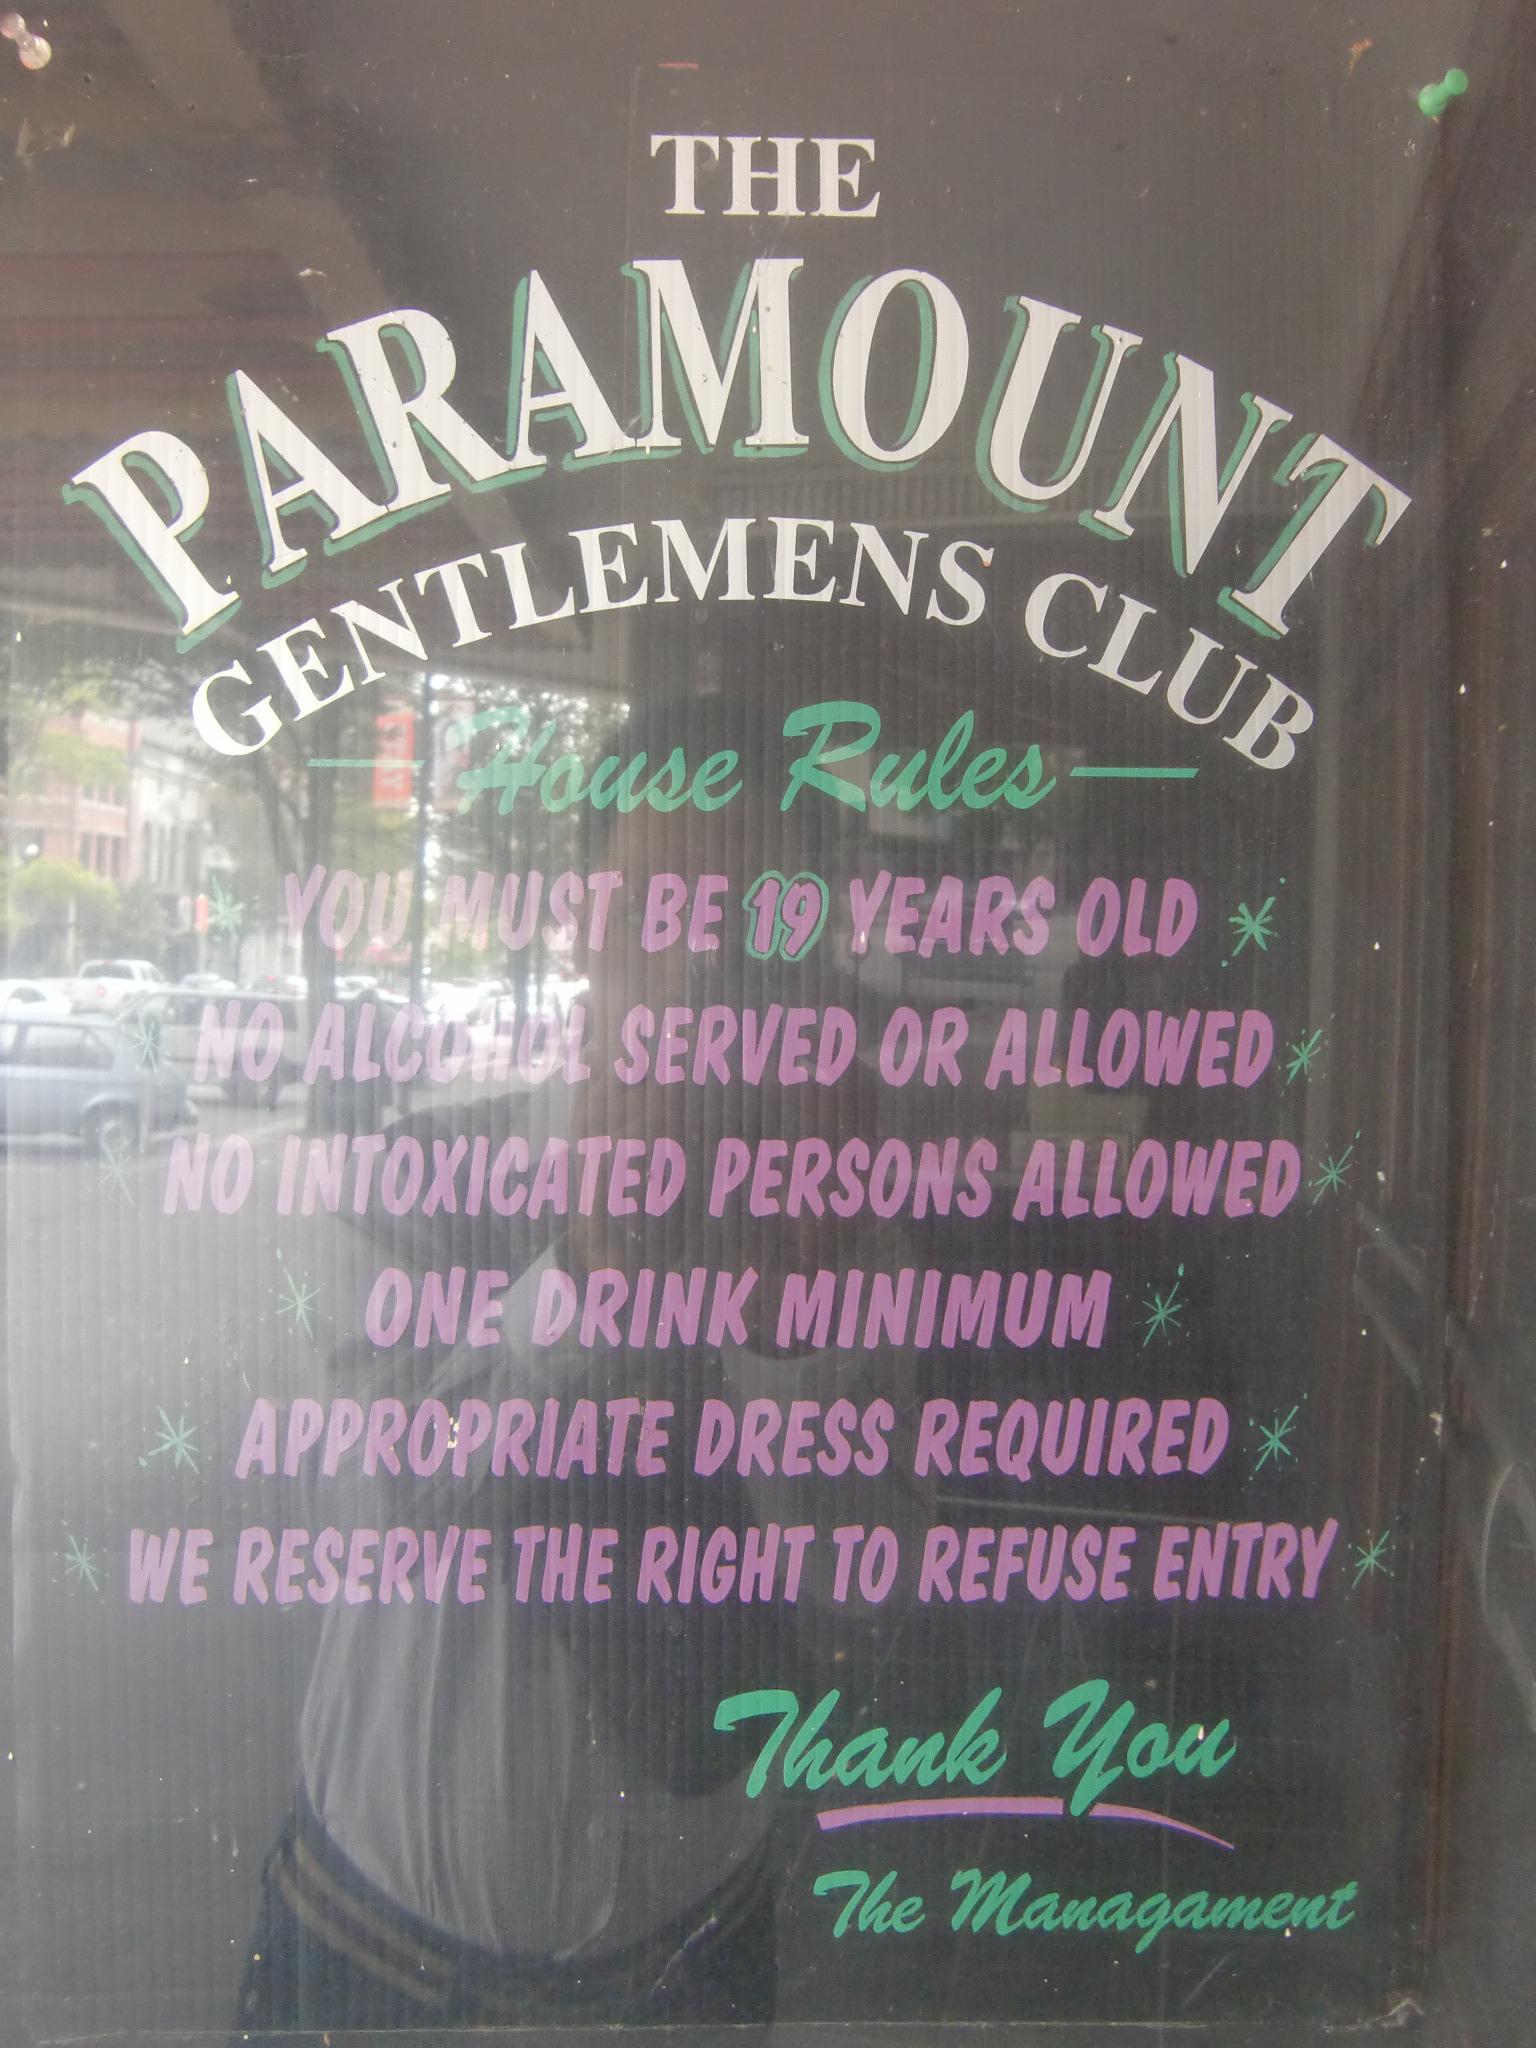 THE
PARAMOUNT
GENTLEMENS CLUB
House Rules
YOU MUST BE 19 YEARS OLD
NO ALCOHOL SERVED OR ALLOWED
NO INTOXICATED PERSONS ALLOWED
ONE DRINK MINIMUM
APPROPRIATE DRESS REQUIRED
WE RESERVE THE RIGHT TO REFUSE ENTRY
Thank You
The Managament